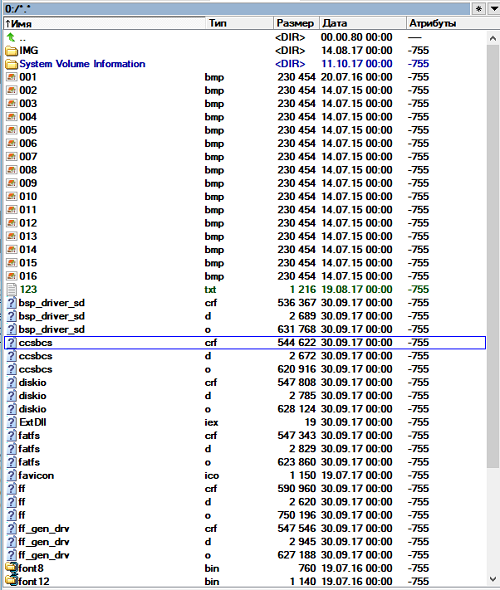 0:/*.*
* ▼
↑Имя Тип Размер Дата Атрибуты
.. <DIR> 00.00.80 00:00 ----
IMG <DIR> 14.08.17 00:00 -755
System Volume Information <DIR> 11.10.17 00:00 -755
001 bmp 230 454 20.07.16 00:00 -755
002 bmp 230 454 14.07.15 00:00 -755
003 bmp 230 454 14.07.15 00:00 -755
004 bmp 230 454 14.07.15 00:00 -755
005 bmp 230 454 14.07.15 00:00 -755
006 bmp 230 454 14.07.15 00:00 -755
007 bmp 230 454 14.07.15 00:00 -755
008 bmp 230 454 14.07.15 00:00 -755
009 bmp 230 454 14.07.15 00:00 -755
010 bmp 230 454 14.07.15 00:00 -755
011 bmp 230 454 14.07.15 00:00 -755
012 bmp 230 454 14.07.15 00:00 -755
013 bmp 230 454 14.07.15 00:00 -755
014 bmp 230 454 14.07.15 00:00 -755
015 bmp 230 454 14.07.15 00:00 -755
016 bmp 230 454 14.07.15 00:00 -755
123 txt 1 216 19.08.17 00:00 -755
bsp_driver_sd crf 536 367 30.09.17 00:00 -755
bsp_driver_sd d 2 689 30.09.17 00:00 -755
bsp_driver_sd o 631 768 30.09.17 00:00 -755
ccsbcs crf 544 622 30.09.17 00:00 -755
ccsbcs d 2 672 30.09.17 00:00 -755
ccsbcs o 620 916 30.09.17 00:00 -755
diskio crf 547 808 30.09.17 00:00 -755
diskio d 2 785 30.09.17 00:00 -755
diskio o 628 124 30.09.17 00:00 -755
ExtDll iex 19 30.09.17 00:00 -755
fatfs crf 547 343 30.09.17 00:00 -755
fatfs d 2 829 30.09.17 00:00 -755
fatfs o 623 860 30.09.17 00:00 -755
favicon ico 1 150 19.07.17 00:00 -755
ff crf 590 960 30.09.17 00:00 -755
ff d 2 620 30.09.17 00:00 -755
ff o 750 196 30.09.17 00:00 -755
ff_gen_drv crf 547 546 30.09.17 00:00 -755
ff_gen_drv d 2 945 30.09.17 00:00 -755
ff_gen_drv o 627 188 30.09.17 00:00 -755
font8 bin 760 19.07.16 00:00 -755
font12 bin 1 140 19.07.16 00:00 -755